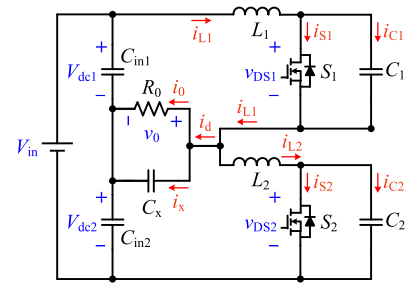 + i_L1 L_1 + i_S1 i_C1
V_dc1 C_in1 v_DS1 S_1 C_1
− R_0 i_0 −
− v_0 + i_d i_L1
V_in i_L2
+ L_2 + i_S2 i_C2
C_x i_x
V_dc2 C_in2 v_DS2 S_2 C_2
− −